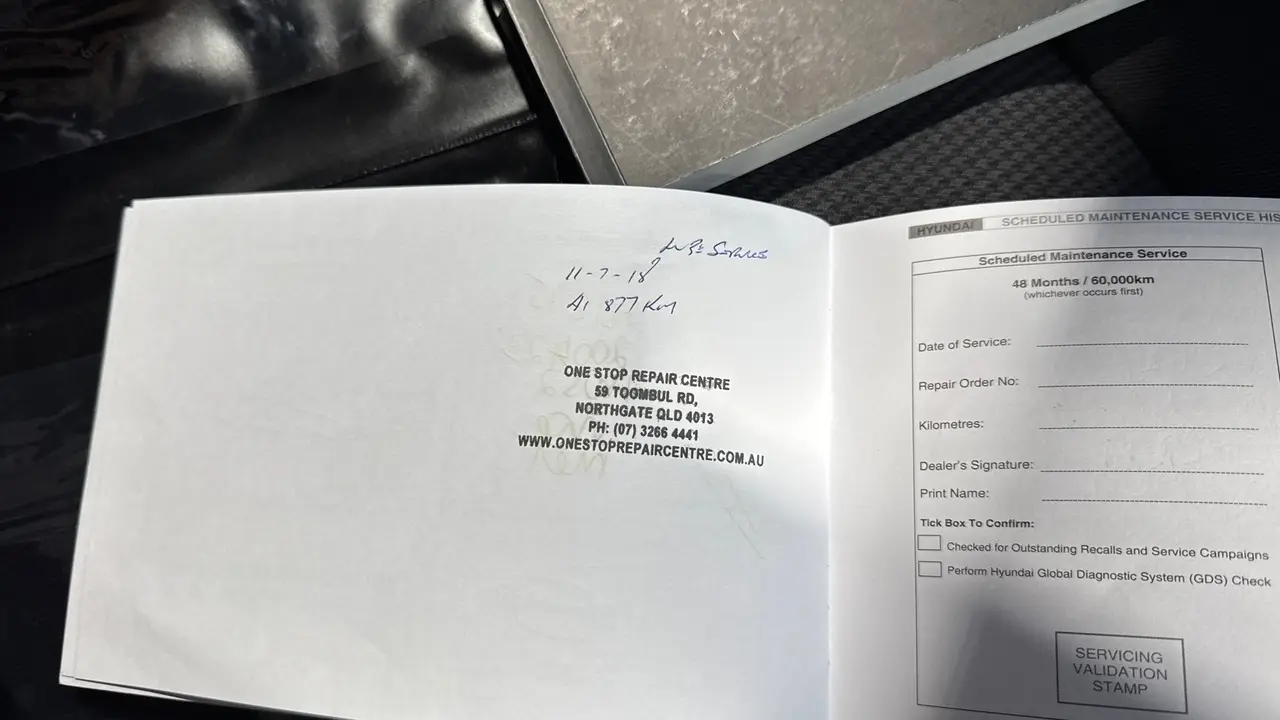 11-7-18
41 877 Km
ONE STOP REPAIR CENTRE
59 TOOMBUL RD,
NORTHGATE QLD 4013
PH: (07) 3266 4441
WWW.ONESTOPREPAIRCENTRE.COM.AU
HYUNDAI SCHEDULED MAINTENANCE SERVICE HIS
Scheduled Maintenance Service
48 Months / 60,000km
(whichever occurs first)
Date of Service:
Repair Order No:
Kilometres:
Dealer's Signature:
Print Name:
Tick Box To Confirm:
Checked for Outstanding Recalls and Service Campaigns
Perform Hyundai Global Diagnostic System (GDS) Check
SERVICING
VALIDATION
STAMP